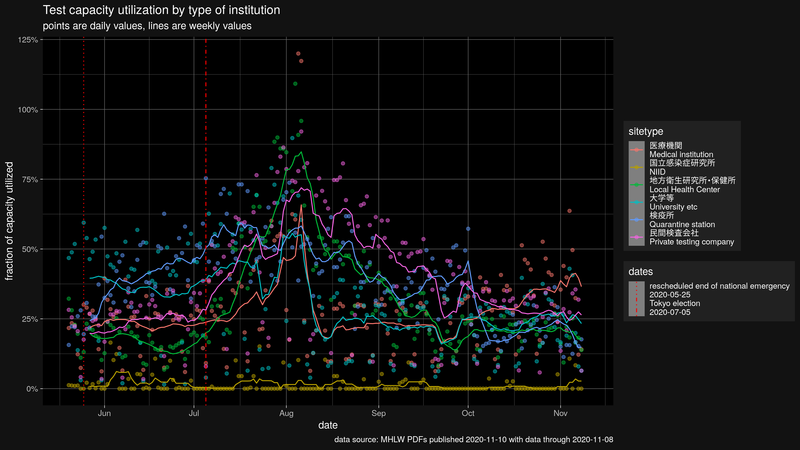 Test capacity utilization by type of institution
points are daily values, lines are weekly values
125%
100%
75%
50%
25%
0%
fraction of capacity utilized
Jun
Jul
Aug
Sep
Oct
Nov
date
sitetype
医療機関
Medical institution
国立感染症研究所
NIID
地方衛生研究所・保健所
Local Health Center
大学等
University etc
検疫所
Quarantine station
民間検査会社
Private testing company
dates
rescheduled end of national emergency
2020-05-25
Tokyo election
2020-07-05
data source: MHLW PDFs published 2020-11-10 with data through 2020-11-08